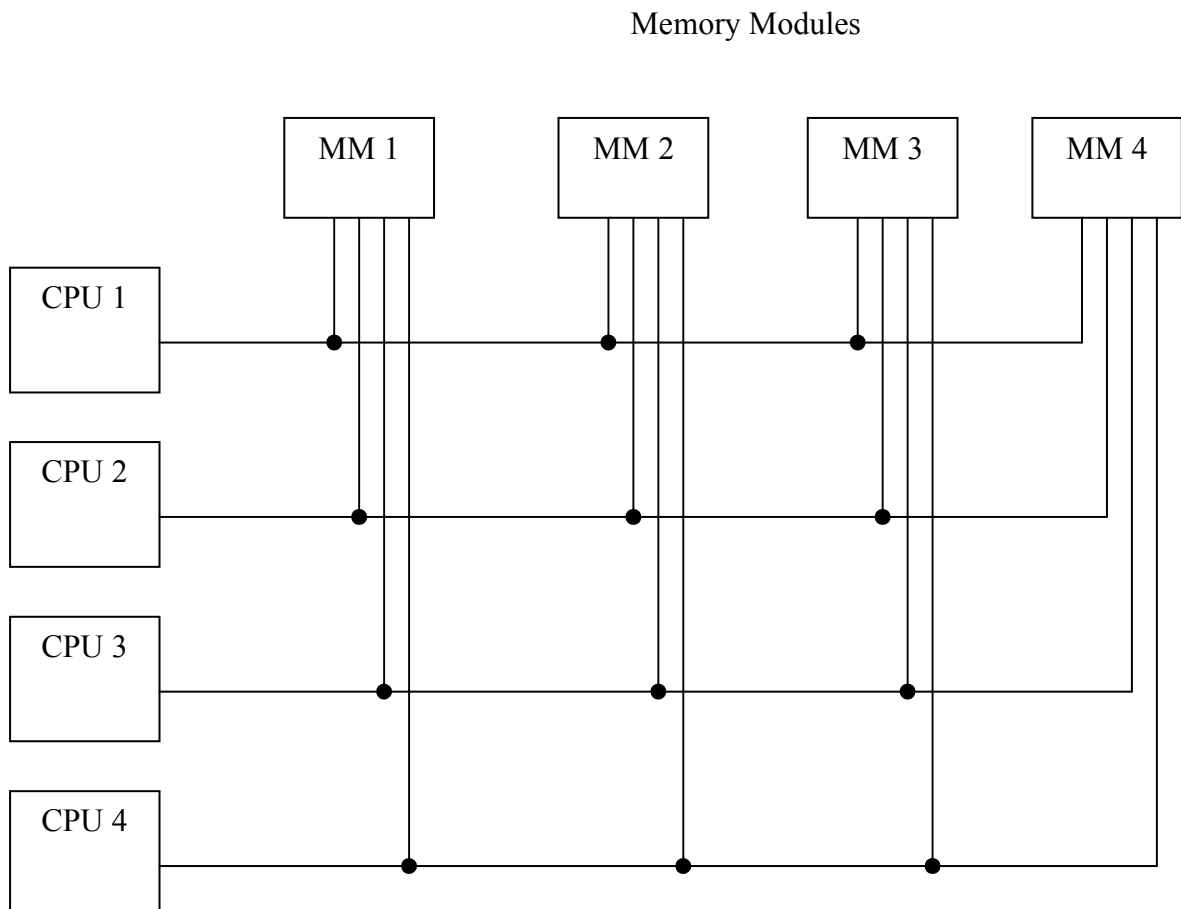 Memory Modules
MM 1
MM 2
MM 3
MM 4
CPU 1
CPU 2
CPU 3
CPU 4